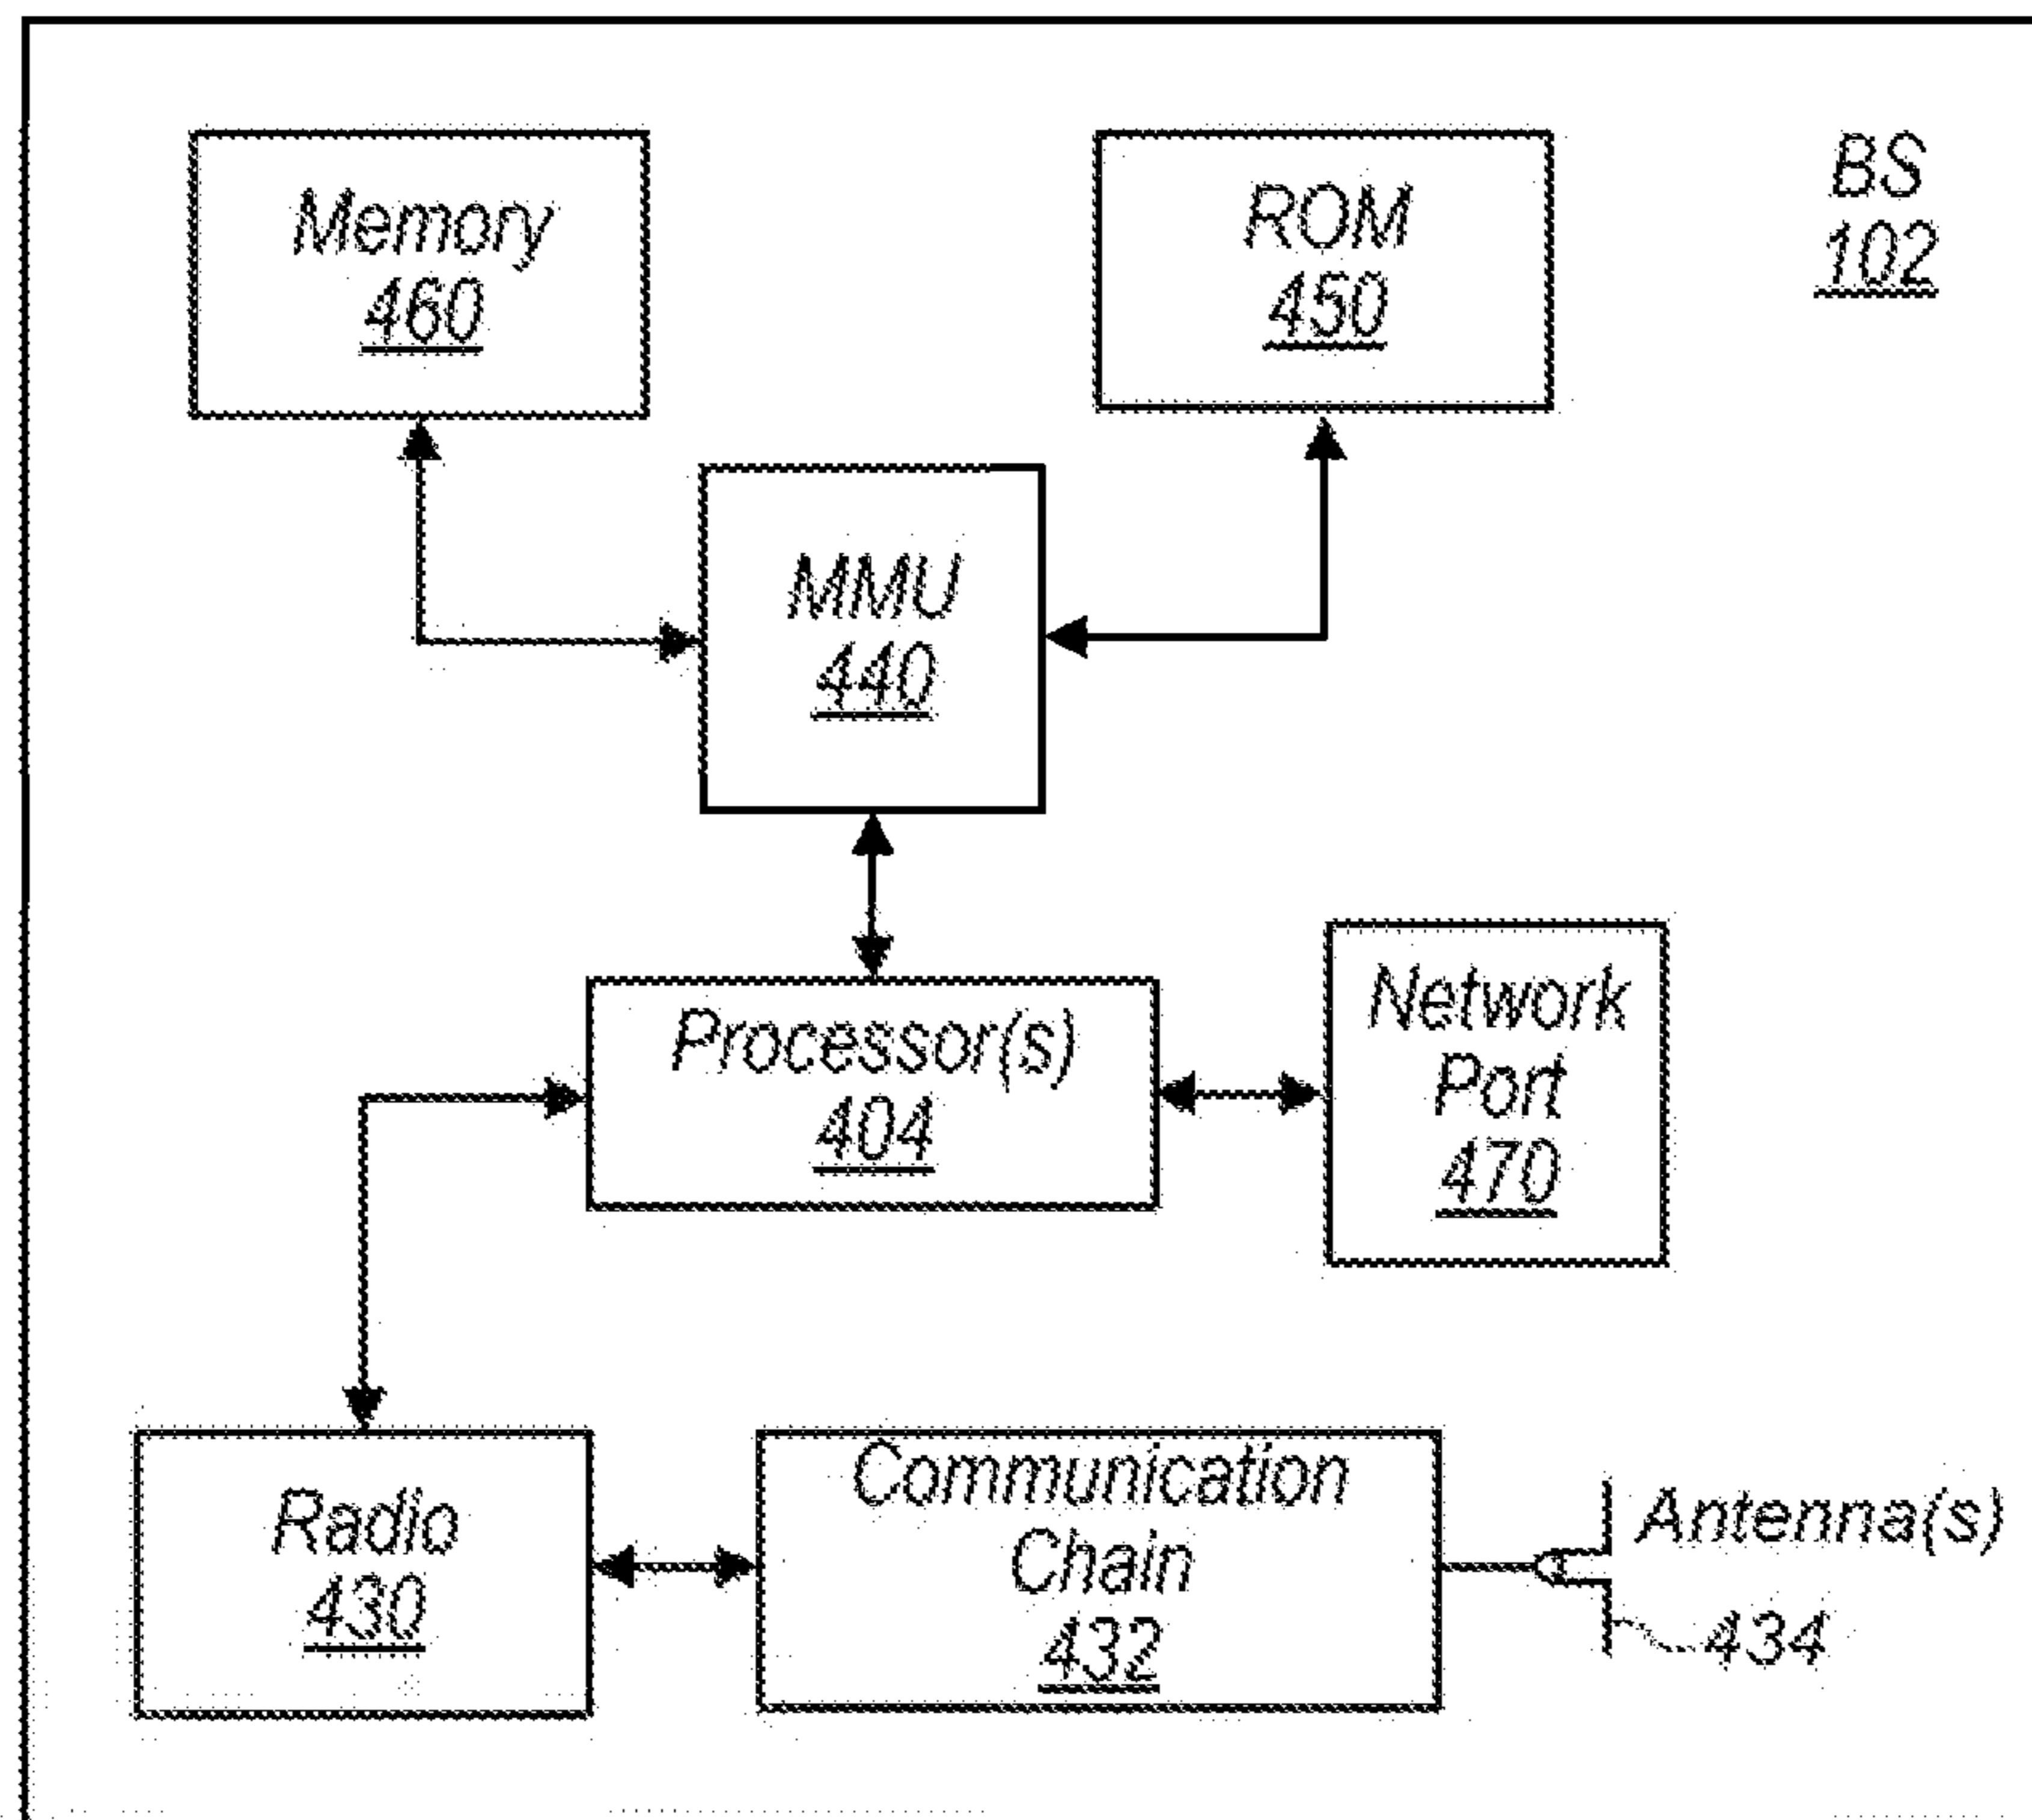 Memory
460
ROM
450
BS
102
MMU
440
Processor(s)
404
Network
Port
470
Radio
430
Communication
Chain
432
Antenna(s)
434